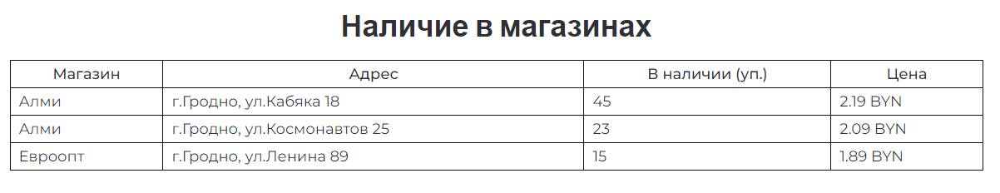 Наличие в магазинах
Магазин Адрес В наличии (уп.) Цена
Алми г.Гродно, ул.Кабяка 18 45 2.19 BYN
Алми г.Гродно, ул.Космонавтов 25 23 2.09 BYN
Евроопт г.Гродно, ул.Ленина 89 15 1.89 BYN